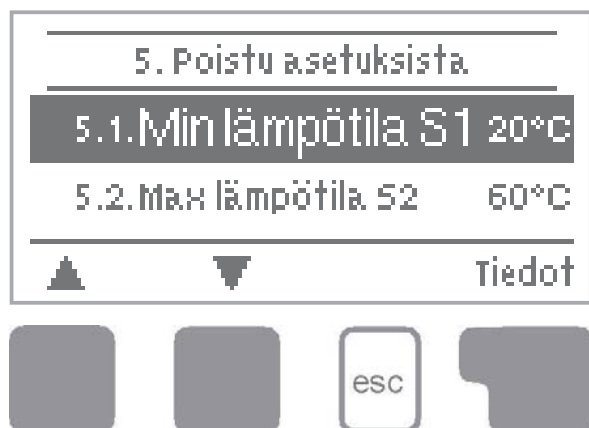 5. Poistu asetuksista
5.1.Min lämpötila S1 20°C
5.2.Max lämpötila S2 60°C
Tiedot
esc